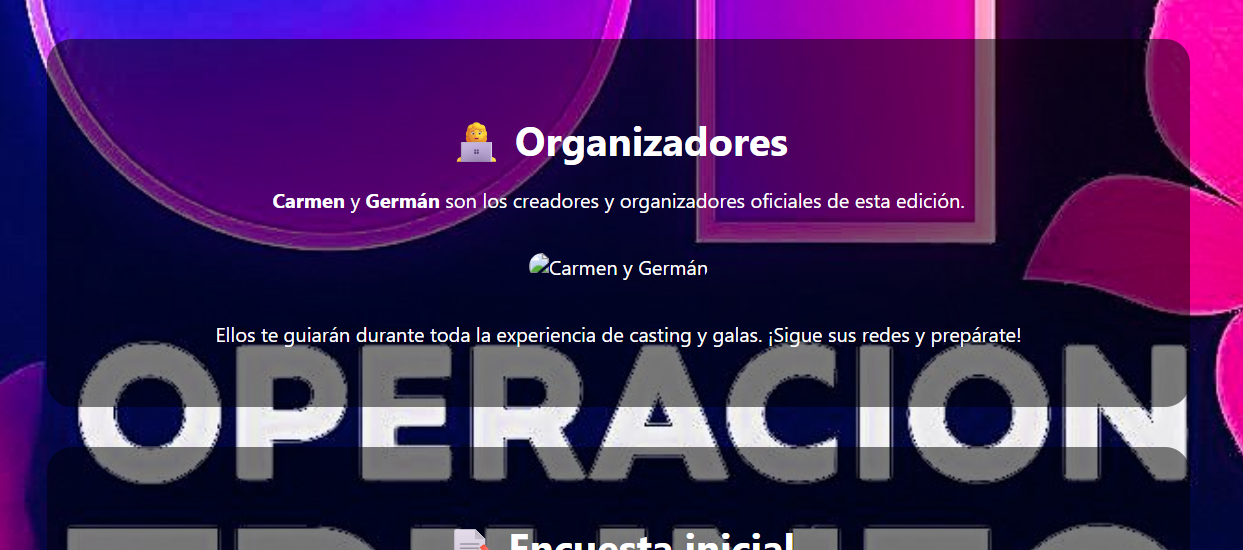 Organizadores
Carmen y Germán son los creadores y organizadores oficiales de esta edición.
Carmen y Germán
Ellos te guiarán durante toda la experiencia de casting y galas. ¡Sigue sus redes y prepárate!
OPERACION
Encuesta inicial